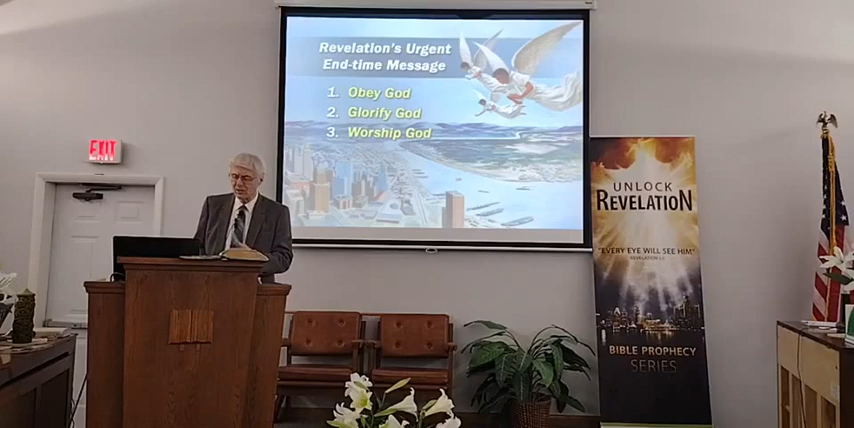 Revelation's Urgent
End-time Message
1. Obey God
2. Glorify God
3. Worship God
EXIT
UNLOCK
REVELATION
"EVERY EYE WILL SEE HIM"
BIBLE PROPHECY
SERIES